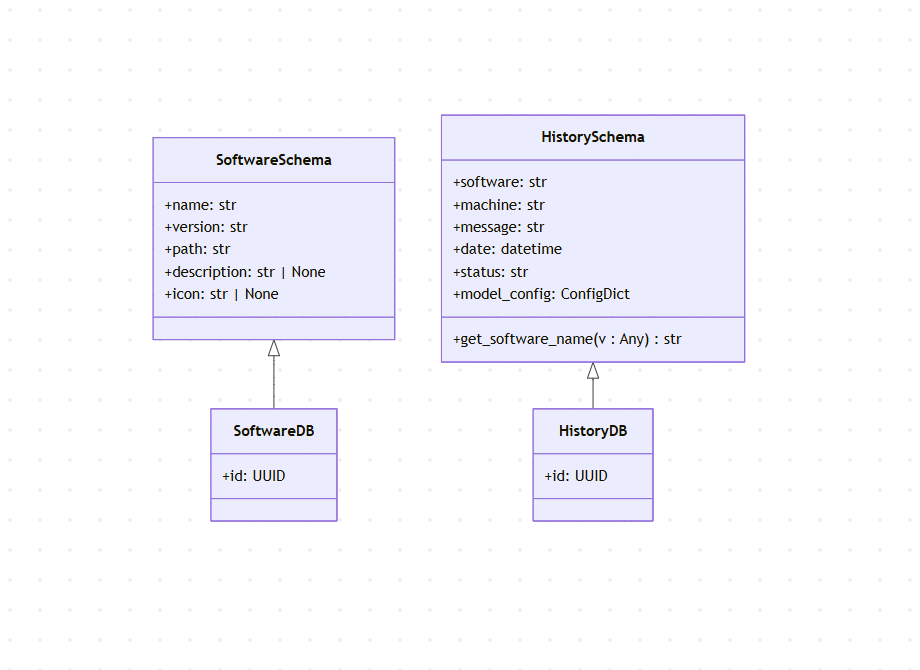 SoftwareSchema
+name: str
+version: str
+path: str
+description: str | None
+icon: str | None
HistorySchema
+software: str
+machine: str
+message: str
+date: datetime
+status: str
+model_config: ConfigDict
+get_software_name(v : Any) : str
SoftwareDB
+id: UUID
HistoryDB
+id: UUID